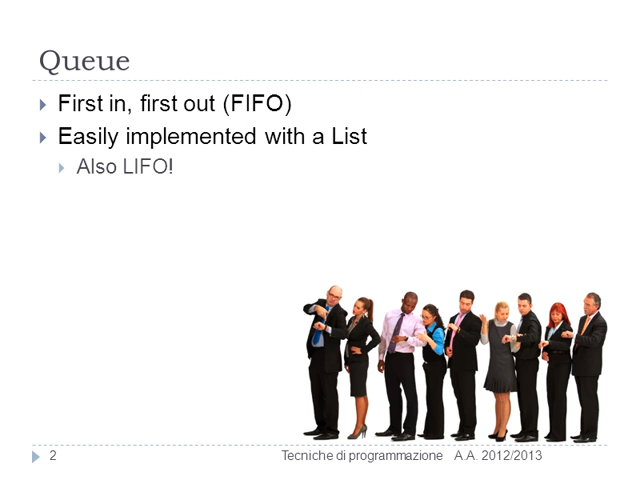 Queue
First in, first out (FIFO)
Easily implemented with a List
Also LIFO!
2
Tecniche di programmazione A.A. 2012/2013